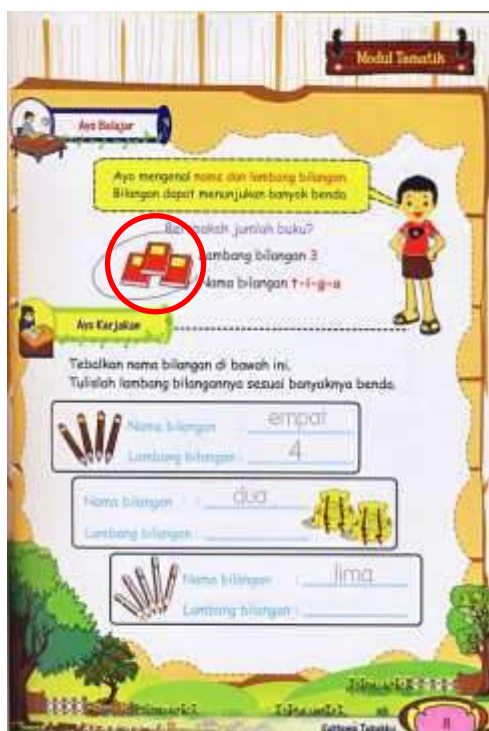 Modul Tematik
Ayo Belajar
Ayo mengenal nama dan lambang bilangan.
Bilangan dapat menunjukan banyak benda.
jumlah buku?
Lambang bilangan 3
Nama bilangan t-i-g-a
Ayo Kerjakan
Tebalkan nama bilangan di bawah ini.
Tulislah lambang bilangannya sesuai banyaknya benda.
Nama bilangan : empat
Lambang bilangan : 4
Nama bilangan : dua
Lambang bilangan :
Nama bilangan : lima
Lambang bilangan :
11